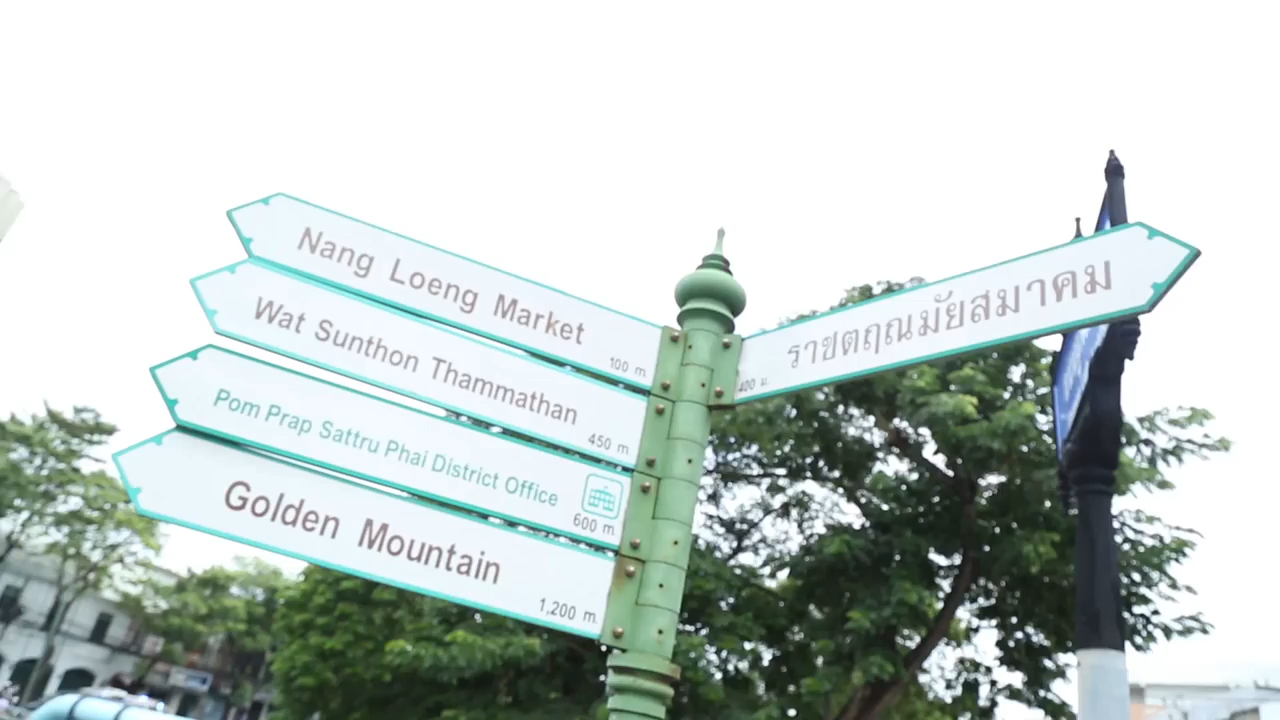 Nang Loeng Market
100 m.
Wat Sunthon Thammathan
450 m.
Pom Prap Sattru Phai District Office
600 m.
Golden Mountain
1,200 m.
ราชตฤณมัยสมาคม
400 ม.